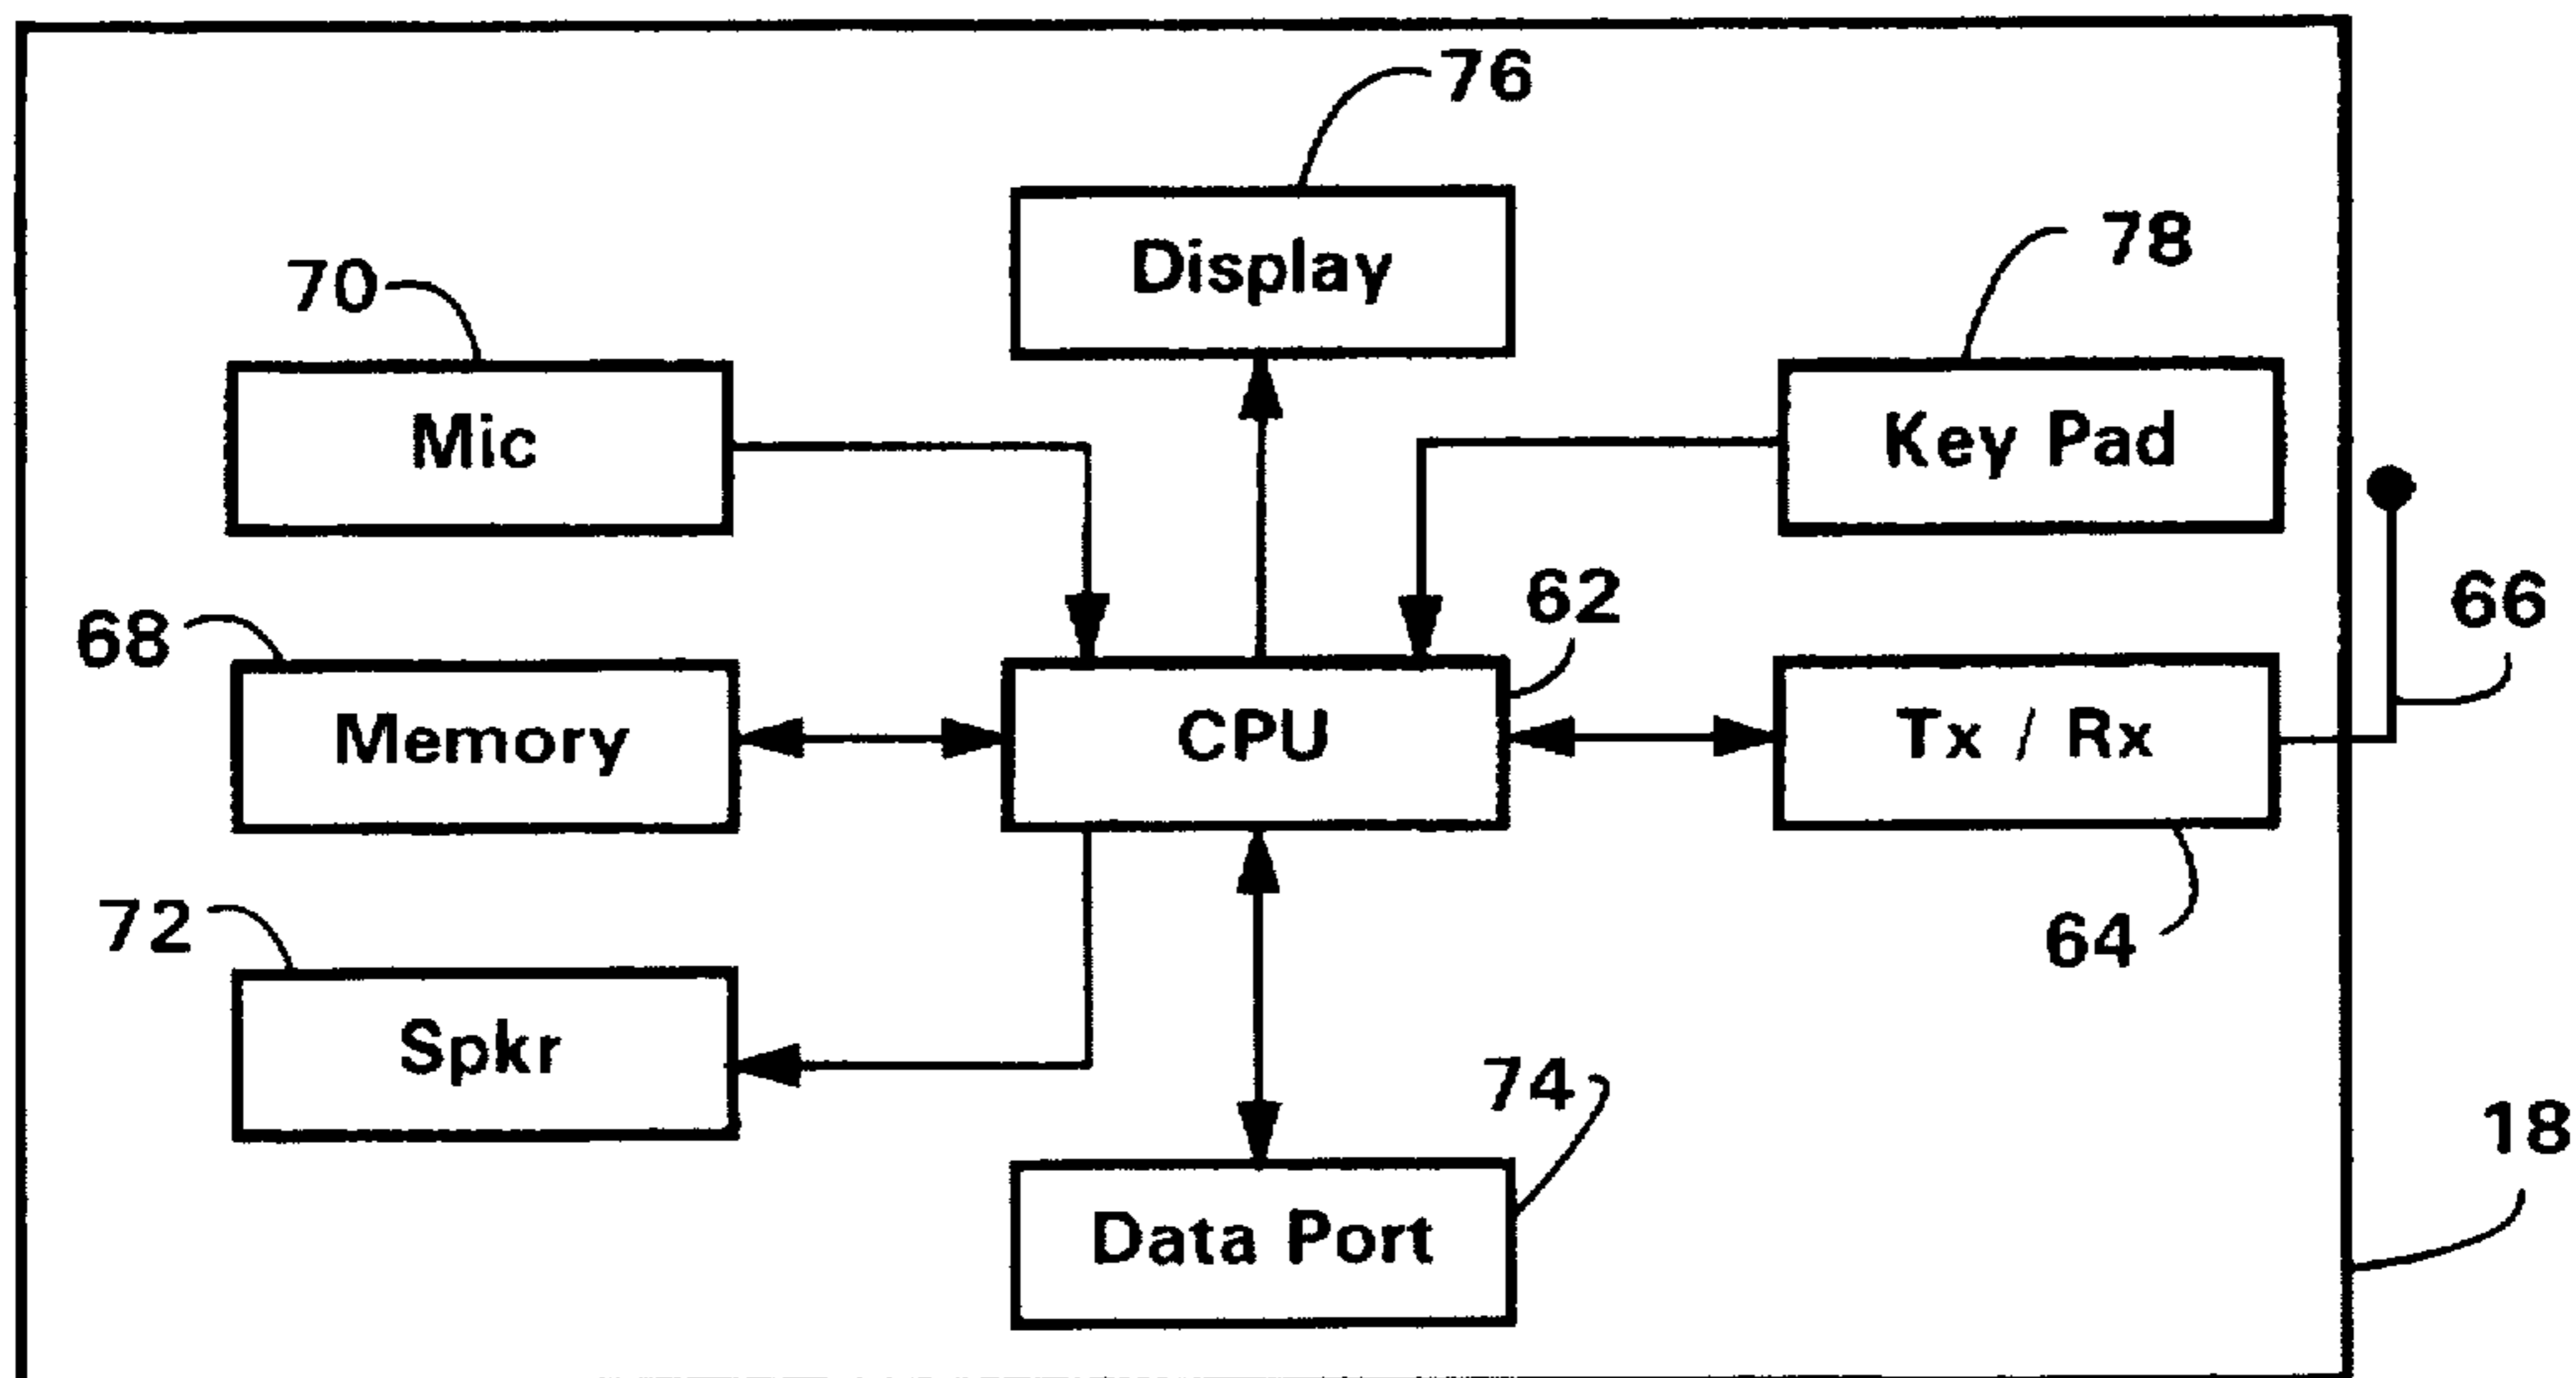 76
Display
78
70
Mic
Key Pad
62
66
68
Memory
CPU
Tx / Rx
72
64
Spkr
74
18
Data Port